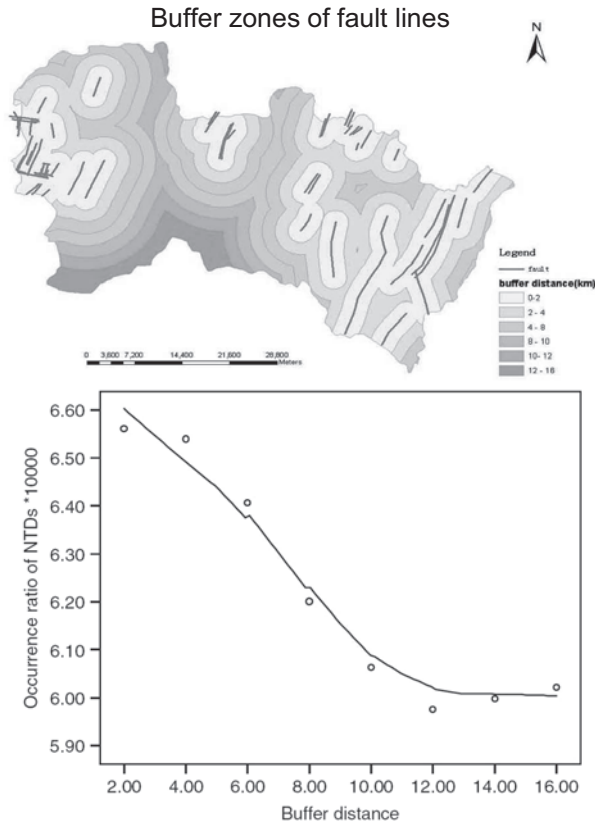 Buffer zones of fault lines
N
Legend
fault
buffer distance(km)
0-2
2 - 4
4 - 8
8 - 10
10- 12
12 - 16
0 3,600 7,200 14,400 21,600 28,800
Meters
6.60
6.50
6.40
6.30
6.20
6.10
6.00
5.90
Occurrence ratio of NTDs *10000
2.00 4.00 6.00 8.00 10.00 12.00 14.00 16.00
Buffer distance